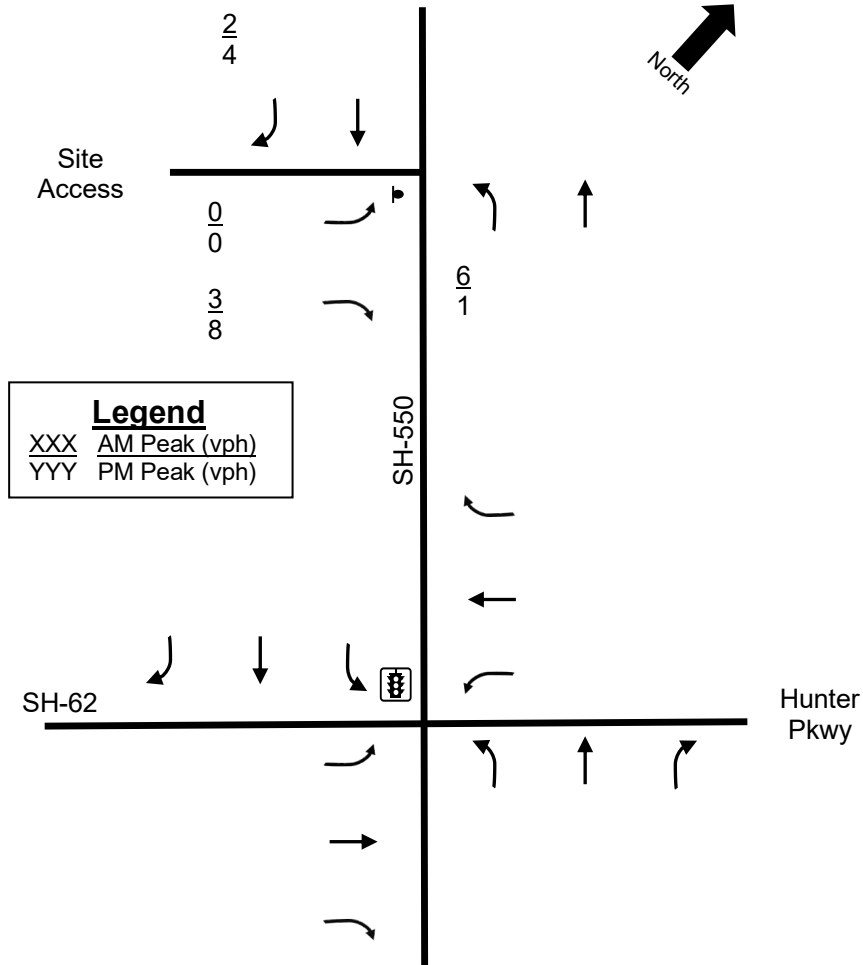 2
4
North
Site
Access
0
0
6
1
3
8
Legend
XXX AM Peak (vph)
YYY PM Peak (vph)
SH-550
SH-62
Hunter
Pkwy